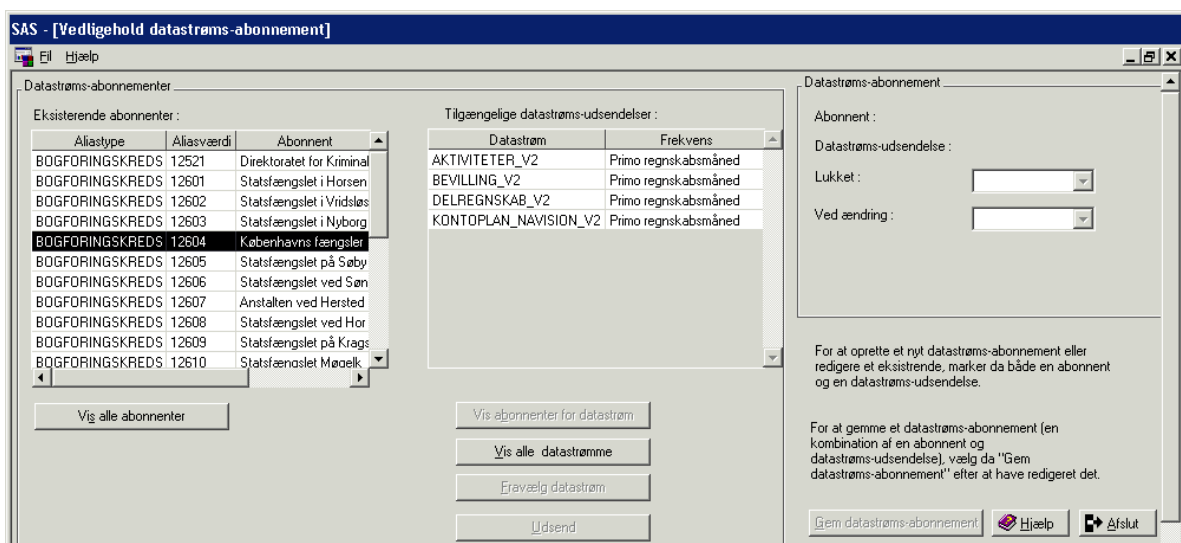 SAS - [Vedligehold datastrøms-abonnement]
Fil Hjælp
Datastrøms-abonnementer
Eksisterende abonnenter :
Aliastype Aliasværdi Abonnent
BOGFORINGSKREDS 12521 Direktoratet for Kriminal
BOGFORINGSKREDS 12601 Statsfængslet i Horsen
BOGFORINGSKREDS 12602 Statsfængslet i Vridsløs
BOGFORINGSKREDS 12603 Statsfængslet i Nyborg
BOGFORINGSKREDS 12604 Københavns fængsler
BOGFORINGSKREDS 12605 Statsfængslet på Søby
BOGFORINGSKREDS 12606 Statsfængslet ved Søn
BOGFORINGSKREDS 12607 Anstalten ved Hersted
BOGFORINGSKREDS 12608 Statsfængslet ved Hor
BOGFORINGSKREDS 12609 Statsfængslet på Krags
BOGFORINGSKREDS 12610 Statsfængslet Møgelk
Vis alle abonnenter
Tilgængelige datastrøms-udsendelser :
Datastrøm Frekvens
AKTIVITETER_V2 Primo regnskabsmåned
BEVILLING_V2 Primo regnskabsmåned
DELREGNSKAB_V2 Primo regnskabsmåned
KONTOPLAN_NAVISION_V2 Primo regnskabsmåned
Vis abonnenter for datastrøm
Vis alle datastrømme
Fravælg datastrøm
Udsend
Datastrøms-abonnement
Abonnent :
Datastrøms-udsendelse :
Lukket :
Ved ændring :
For at oprette et nyt datastrøms-abonnement eller
redigere et eksistrende, marker da både en abonnent
og en datastrøms-udsendelse.
For at gemme et datastrøms-abonnement (en
kombination af en abonnent og
datastrøms-udsendelse), vælg da "Gem
datastrøms-abonnement" efter at have redigeret det.
Gem datastrøms-abonnement Hjælp Afslut